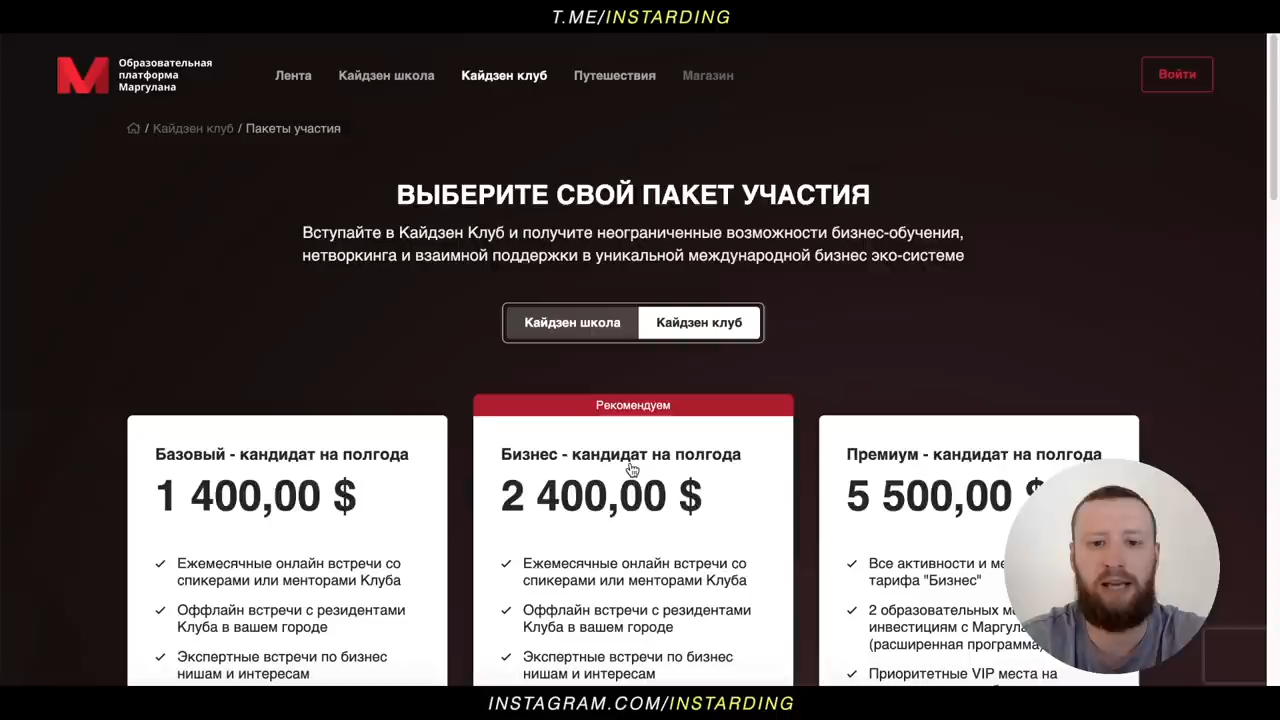 T.ME/INSTARDING
Образовательная
платформа
Маргулана
Лента
Кайдзен школа
Кайдзен клуб
Путешествия
Магазин
Войти
/ Кайдзен клуб / Пакеты участия
ВЫБЕРИТЕ СВОЙ ПАКЕТ УЧАСТИЯ
Вступайте в Кайдзен Клуб и получите неограниченные возможности бизнес-обучения,
нетворкинга и взаимной поддержки в уникальной международной бизнес эко-системе
Кайдзен школа
Кайдзен клуб
Базовый - кандидат на полгода
1 400,00 $
Ежемесячные онлайн встречи со
спикерами или менторами Клуба
Оффлайн встречи с резидентами
Клуба в вашем городе
Экспертные встречи по бизнес
нишам и интересам
Рекомендуем
Бизнес - кандидат на полгода
2 400,00 $
Ежемесячные онлайн встречи со
спикерами или менторами Клуба
Оффлайн встречи с резидентами
Клуба в вашем городе
Экспертные встречи по бизнес
нишам и интересам
Премиум - кандидат на полгода
5 500,00 $
Все активности и
тарифа "Бизнес"
2 образовательных
инвестициям с
(расширенная программа
Приоритетные VIP места на
INSTAGRAM.COM/INSTARDING